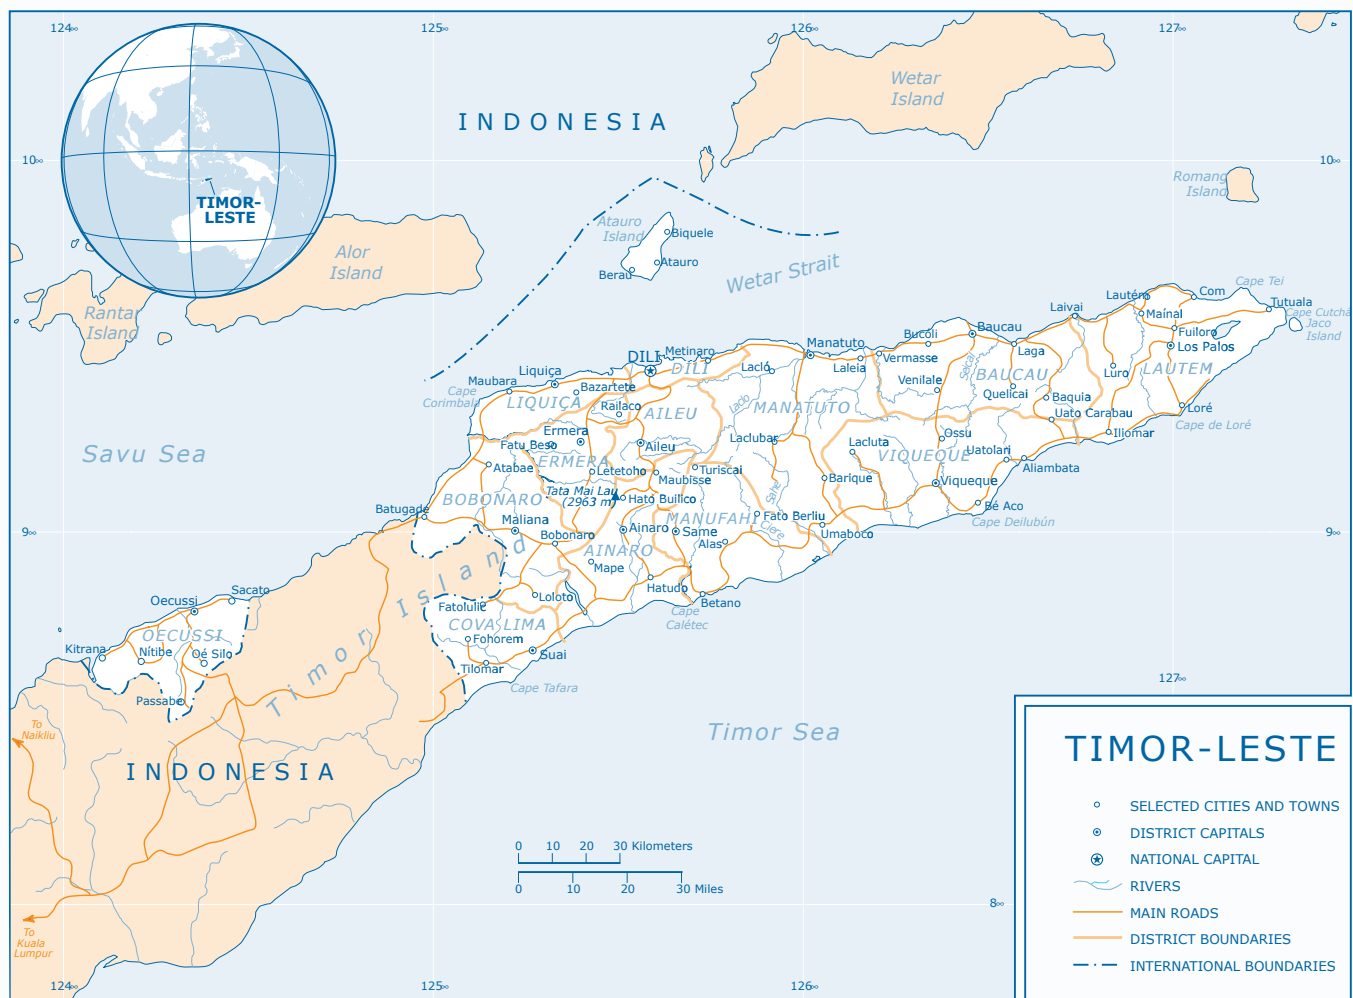 124°°
125°°
126°°
127°°
Wetar
Island
INDONESIA
10°°
10°°
Romang
Island
TIMOR-
LESTE
Atauro
Island
Biquele
Atauro
Berau
Alor
Island
Wetar Strait
Rantar
Island
Cape Tei
Com
Lautém
Tutuala
Cape Cutcha
Jaco
Island
Laivai
Maínal
Fuiloro
Los Palos
Baucau
Bucoli
Laga
Manatuto
Vermasse
Laleia
DILI
Metinaro
DILI
Lacló
Liquiça
Maubara
Bazartete
Cape
Corimbala
LIQUIÇA
Railaco
AILEU
Laclo
MANATUTO
Venilale
Seiçal
BAUCAU
Quelicai
Baquia
Luro
LAUTEM
Loré
Uato Carabau
Cape de Loré
Iliomar
Ermera
Fatu Beso
Aileu
Laclubar
Lacluta
Ossu
VIQUEQUE
Uatolari
Aliambata
Savu Sea
ERMERA
Atabae
Letetoho
Maubisse
Turiscai
Barique
Viqueque
Tata Mai Lau
(2963 m)
Hato Builico
BOBONARO
Sahe
Bé Aco
Cape Deilubún
Batugade
Maliana
MANUFAHI
Fato Berliu
Clere
Umaboco
9°°
9°°
Bobonaro
Ainaro
Same
Alas
AINARO
Mape
Timor Island
Hatudo
Betano
Cape
Calétec
Sacato
Oecussi
Fatolulic
Loloto
COVA LIMA
OECUSSI
Fohorem
Suai
Kitrana
Nítibe
Oé Silo
Tilomar
Cape Tafara
Passabe
127°°
To
Naikliu
Timor Sea
INDONESIA
TIMOR-LESTE
SELECTED CITIES AND TOWNS
DISTRICT CAPITALS
NATIONAL CAPITAL
RIVERS
MAIN ROADS
DISTRICT BOUNDARIES
INTERNATIONAL BOUNDARIES
0 10 20 30 Kilometers
0 10 20 30 Miles
8°°
To
Kuala
Lumpur
124°°
125°°
126°°